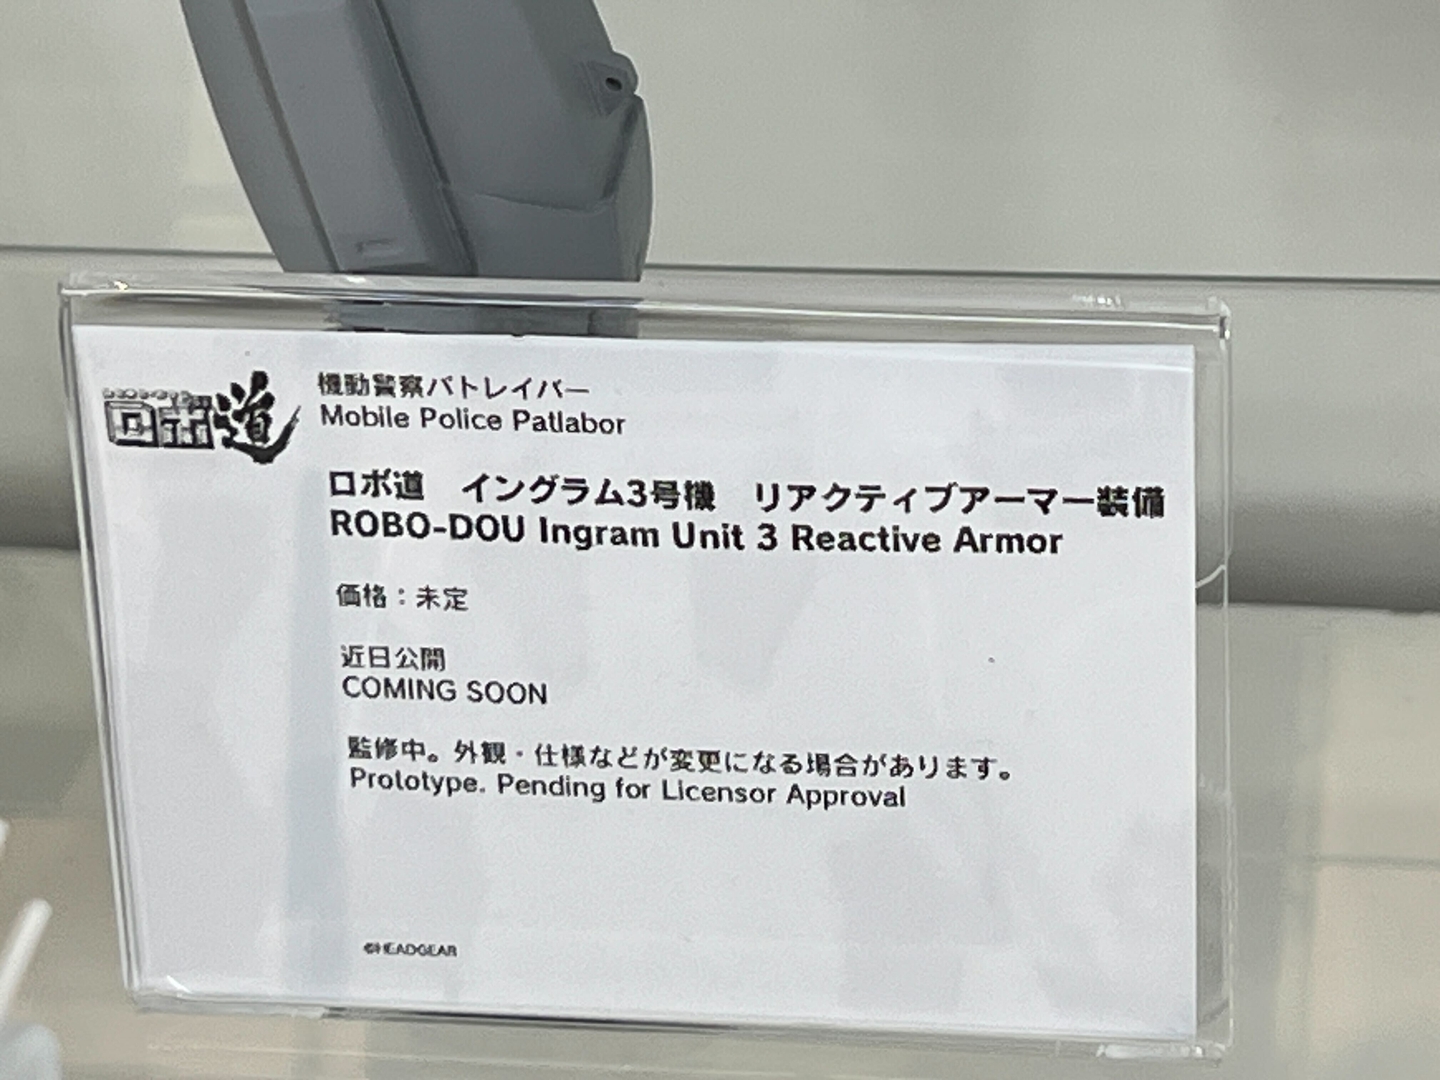 ロボ道
機動警察パトレイバー
Mobile Police Patlabor
ロボ道 イングラム3号機 リアクティブアーマー装備
ROBO-DOU Ingram Unit 3 Reactive Armor
価格：未定
近日公開
COMING SOON
監修中。外観・仕様などが変更になる場合があります。
Prototype. Pending for Licensor Approval
©HEADGEAR